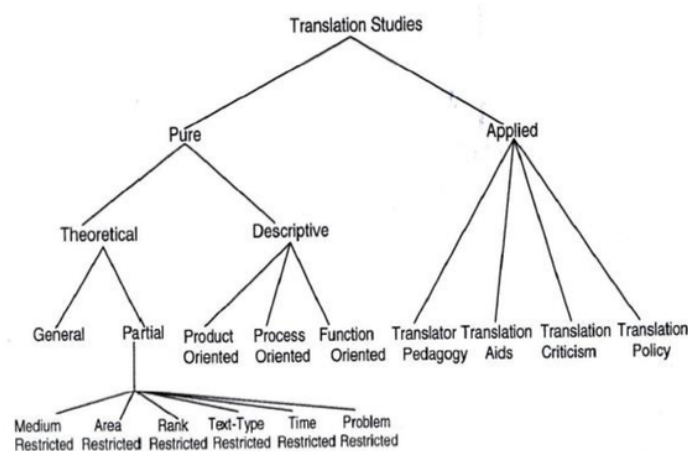 Translation Studies
Pure
Applied
Theoretical
Descriptive
General
Partial
Product
Oriented
Process
Oriented
Function
Oriented
Translator
Pedagogy
Translation
Aids
Translation
Criticism
Translation
Policy
Medium
Restricted
Area
Restricted
Rank
Restricted
Text-Type
Restricted
Time
Restricted
Problem
Restricted